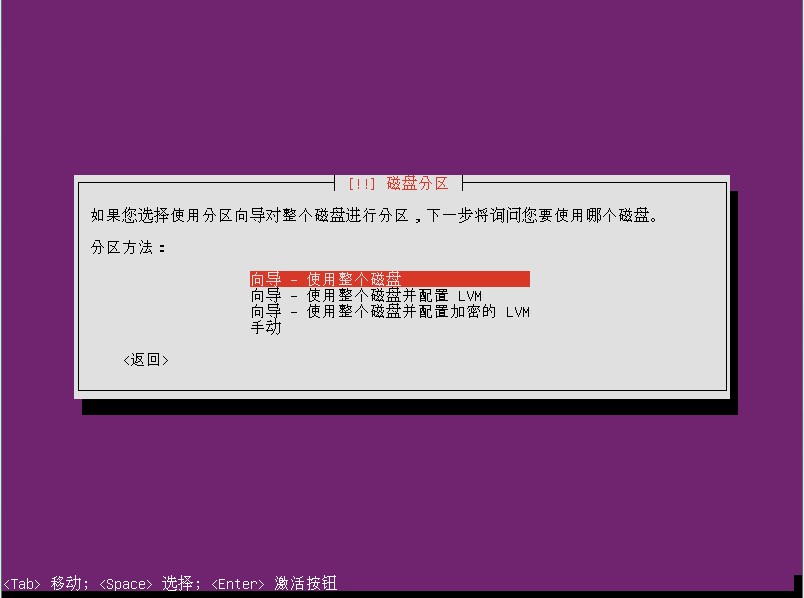 [!!] 磁盘分区
如果您选择使用分区向导对整个磁盘进行分区，下一步将询问您要使用哪个磁盘。
分区方法：
向导 - 使用整个磁盘
向导 - 使用整个磁盘并配置 LVM
向导 - 使用整个磁盘并配置加密的 LVM
手动
<返回>
<Tab> 移动; <Space> 选择; <Enter> 激活按钮